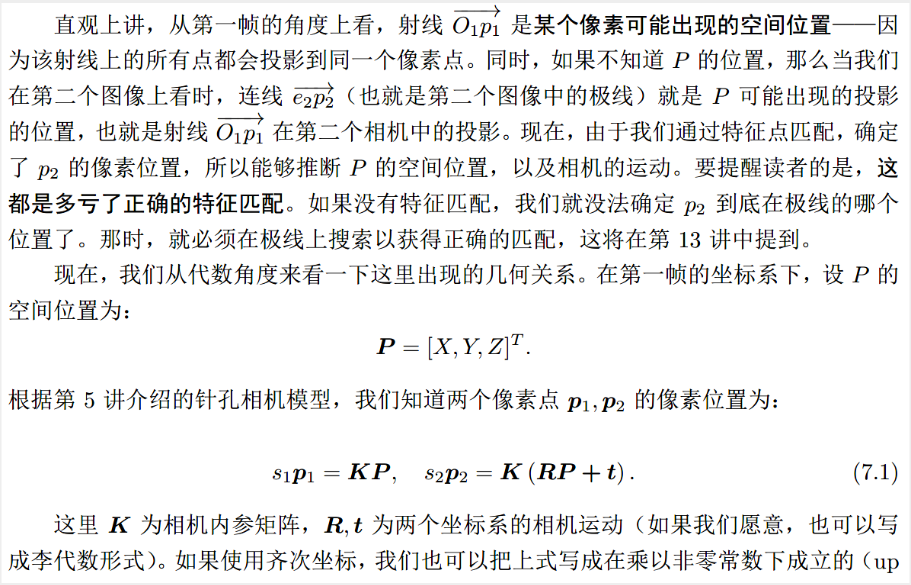 直观上讲，从第一帧的角度上看，射线 $\overrightarrow{O_1p_1}$ 是某个像素可能出现的空间位置——因
为该射线上的所有点都会投影到同一个像素点。同时，如果不知道 P 的位置，那么当我们
在第二个图像上看时，连线 $\overrightarrow{e_2p_2}$（也就是第二个图像中的极线）就是 P 可能出现的投影
的位置，也就是射线 $\overrightarrow{O_1p_1}$ 在第二个相机中的投影。现在，由于我们通过特征点匹配，确定
了 $p_2$ 的像素位置，所以能够推断 P 的空间位置，以及相机的运动。要提醒读者的是，这
都是多亏了正确的特征匹配。如果没有特征匹配，我们就没法确定 $p_2$ 到底在极线的哪个
位置了。那时，就必须在极线上搜索以获得正确的匹配，这将在第 13 讲中提到。
现在，我们从代数角度来看一下这里出现的几何关系。在第一帧的坐标系下，设 P 的
空间位置为：
$\boldsymbol{P} = [X, Y, Z]^T.$
根据第 5 讲介绍的针孔相机模型，我们知道两个像素点 $\boldsymbol{p}_1, \boldsymbol{p}_2$ 的像素位置为：
$s_1\boldsymbol{p}_1 = \boldsymbol{KP}, \quad s_2\boldsymbol{p}_2 = \boldsymbol{K}(\boldsymbol{RP} + \boldsymbol{t}).$ (7.1)
这里 $\boldsymbol{K}$ 为相机内参矩阵，$\boldsymbol{R}, \boldsymbol{t}$ 为两个坐标系的相机运动（如果我们愿意，也可以写
成李代数形式）。如果使用齐次坐标，我们也可以把上式写成在乘以非零常数下成立的（up